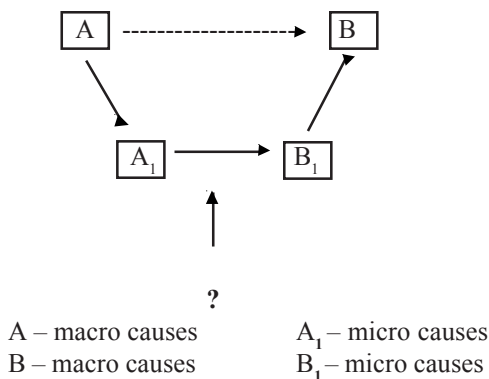 A B
A₁ B₁
?
A – macro causes A₁ – micro causes
B – macro causes B₁ – micro causes